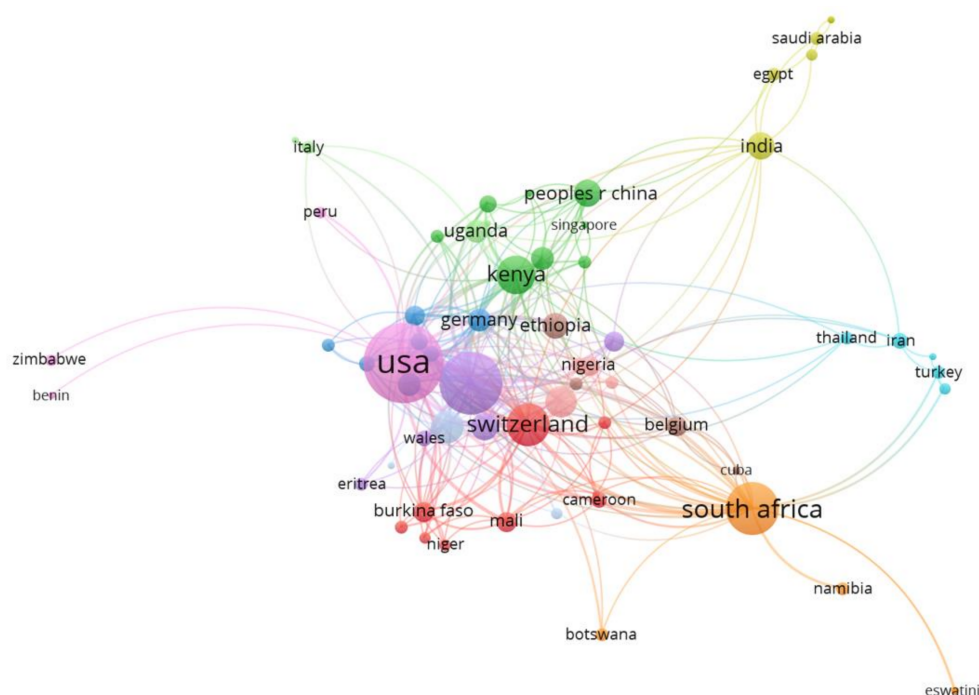 saudi arabia
egypt
india
italy
peoples r china
peru
singapore
uganda
kenya
germany
ethiopia
thailand
iran
zimbabwe
usa
nigeria
turkey
benin
switzerland
wales
belgium
cuba
eritrea
cameroon
burkina faso
south africa
mali
niger
namibia
botswana
eswatini